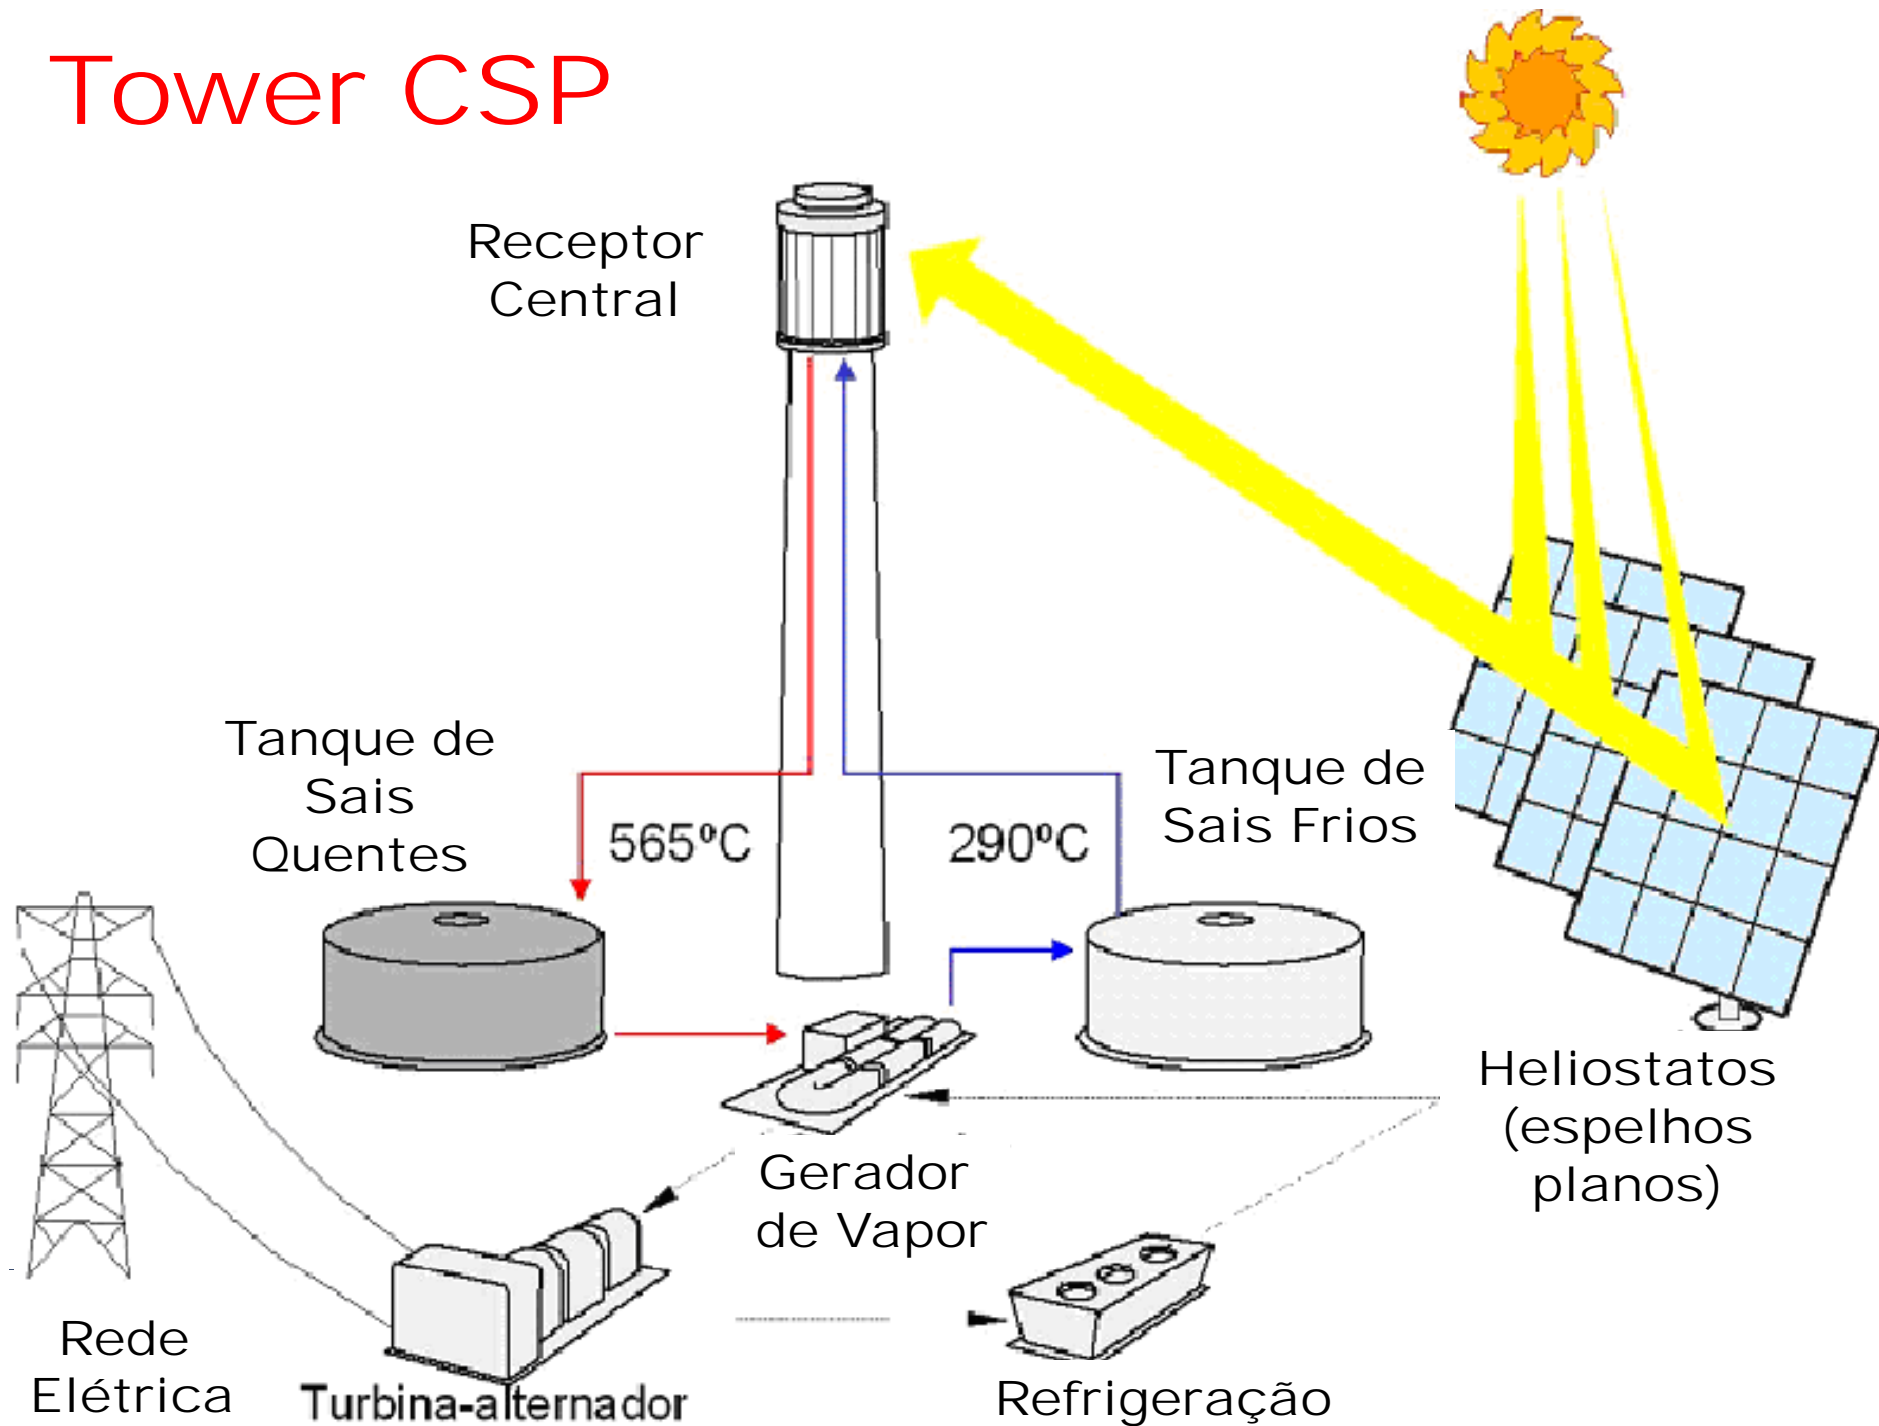 Tower CSP
Receptor
Central
Tanque de
Sais
Quentes
565ºC
290ºC
Tanque de
Sais Frios
Heliostatos
(espelhos
planos)
Gerador
de Vapor
Rede
Elétrica
Turbina-alternador
Refrigeração